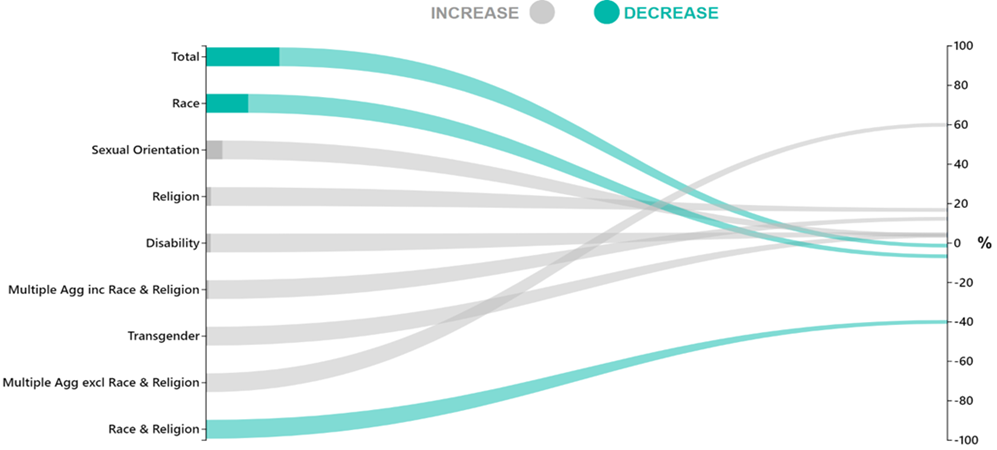 INCREASE DECREASE
Total
Race
Sexual Orientation
Religion
Disability
Multiple Agg inc Race & Religion
Transgender
Multiple Agg excl Race & Religion
Race & Religion
100
80
60
40
20
0 %
-20
-40
-60
-80
-100